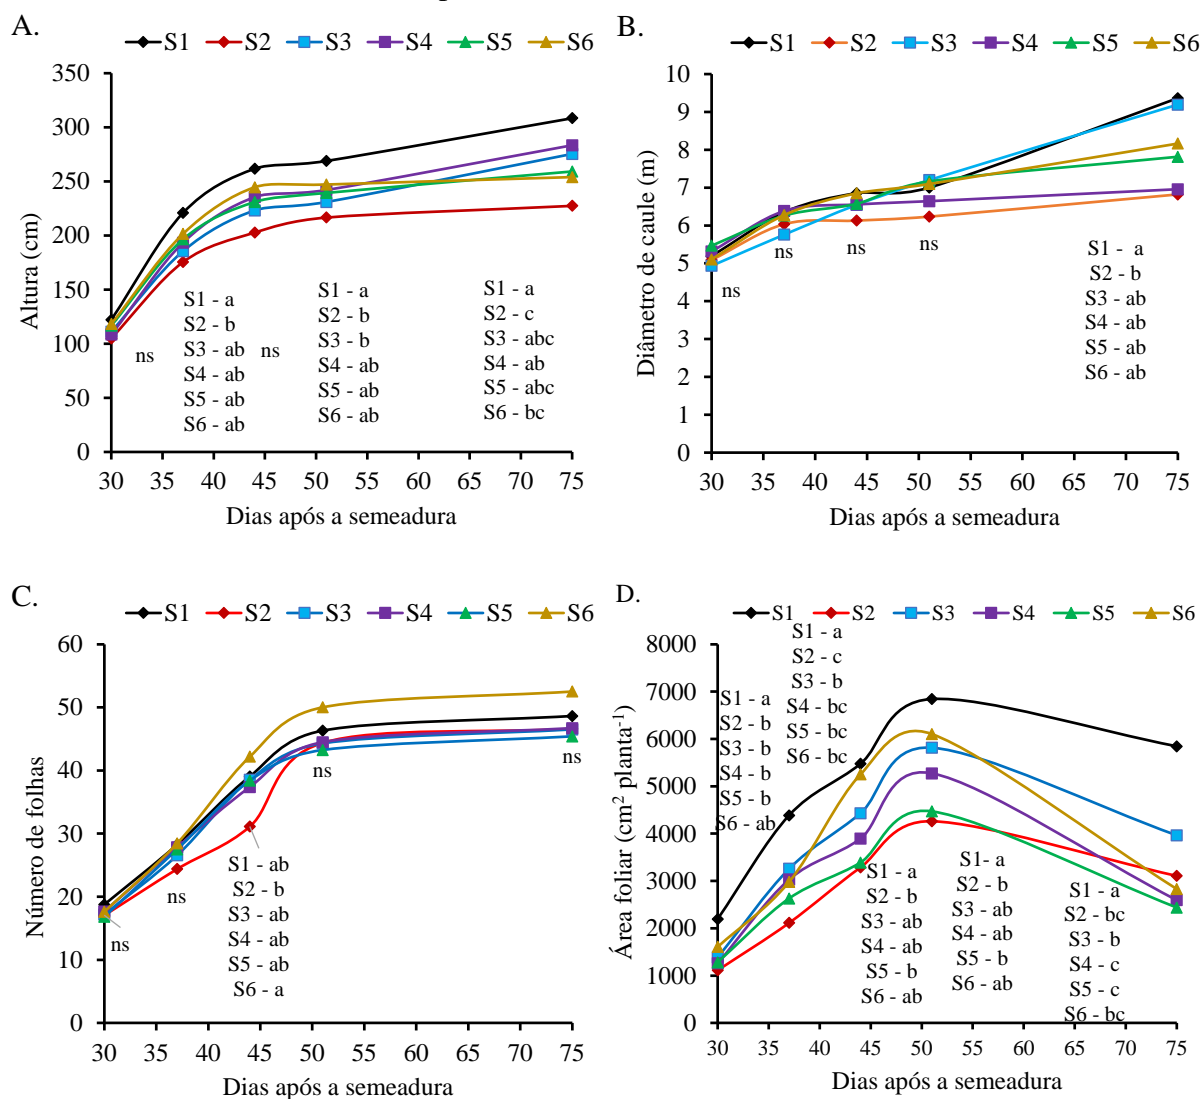 A.
S1 S2 S3 S4 S5 S6
350
300
250
200
150
100
50
0
Altura (cm)
ns
S1 - a
S2 - b
S3 - ab
S4 - ab
S5 - ab
S6 - ab
ns
S1 - a
S2 - b
S3 - b
S4 - ab
S5 - ab
S6 - ab
S1 - a
S2 - c
S3 - abc
S4 - ab
S5 - abc
S6 - bc
30 35 40 45 50 55 60 65 70 75
Dias após a semeadura
B.
S1 S2 S3 S4 S5 S6
10
9
8
7
6
5
4
3
2
1
0
Diâmetro de caule (m)
ns
ns
ns
ns
S1 - a
S2 - b
S3 - ab
S4 - ab
S5 - ab
S6 - ab
30 35 40 45 50 55 60 65 70 75
Dias após a semeadura
C.
S1 S2 S3 S4 S5 S6
60
50
40
30
20
10
0
Número de folhas
ns
ns
S1 - ab
S2 - b
S3 - ab
S4 - ab
S5 - ab
S6 - a
ns
ns
30 35 40 45 50 55 60 65 70 75
Dias após a semeadura
D.
S1 S2 S3 S4 S5 S6
8000
7000
6000
5000
4000
3000
2000
1000
0
Área foliar (cm² planta⁻¹)
S1 - a
S2 - b
S3 - b
S4 - b
S5 - b
S6 - ab
S1 - a
S2 - c
S3 - b
S4 - bc
S5 - bc
S6 - bc
S1 - a
S2 - b
S3 - ab
S4 - ab
S5 - b
S6 - ab
S1 - a
S2 - b
S3 - ab
S4 - ab
S5 - b
S6 - ab
S1 - a
S2 - bc
S3 - b
S4 - c
S5 - c
S6 - bc
30 35 40 45 50 55 60 65 70 75
Dias após a semeadura